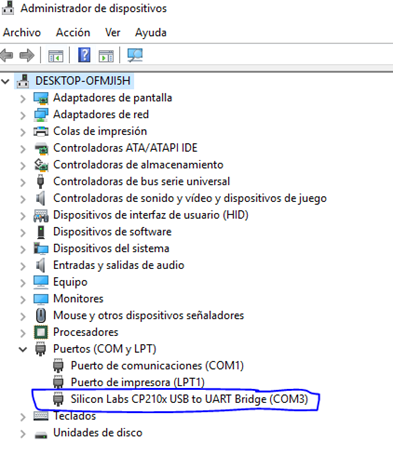 Administrador de dispositivos
Archivo Acción Ver Ayuda
DESKTOP-OFMJI5H
Adaptadores de pantalla
Adaptadores de red
Colas de impresión
Controladoras ATA/ATAPI IDE
Controladoras de almacenamiento
Controladoras de bus serie universal
Controladoras de sonido y vídeo y dispositivos de juego
Dispositivos de interfaz de usuario (HID)
Dispositivos de software
Dispositivos del sistema
Entradas y salidas de audio
Equipo
Monitores
Mouse y otros dispositivos señaladores
Procesadores
Puertos (COM y LPT)
Puerto de comunicaciones (COM1)
Puerto de impresora (LPT1)
Silicon Labs CP210x USB to UART Bridge (COM3)
Teclados
Unidades de disco